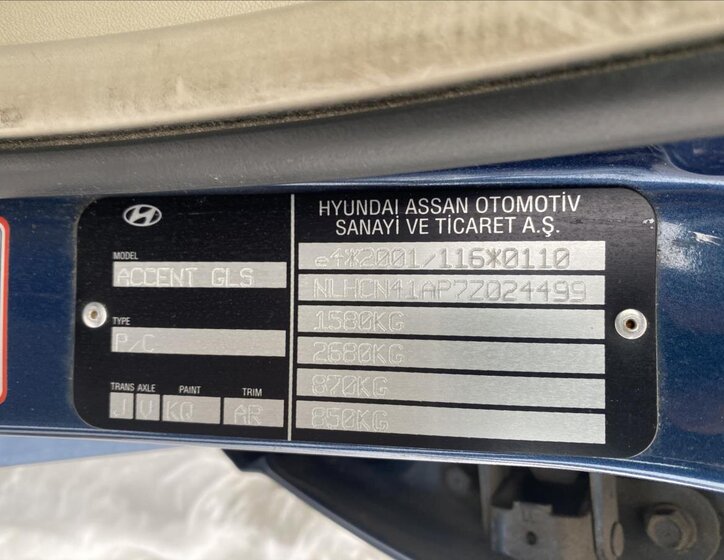 HYUNDAI ASSAN OTOMOTİV
SANAYİ VE TİCARET A.Ş.
MODEL
ACCENT GLS
TYPE
P/C
TRANS AXLE PAINT TRIM
J V KQ AR
e4*2001/116*0110
NLHCN41AP7Z024499
1580KG
2680KG
870KG
850KG